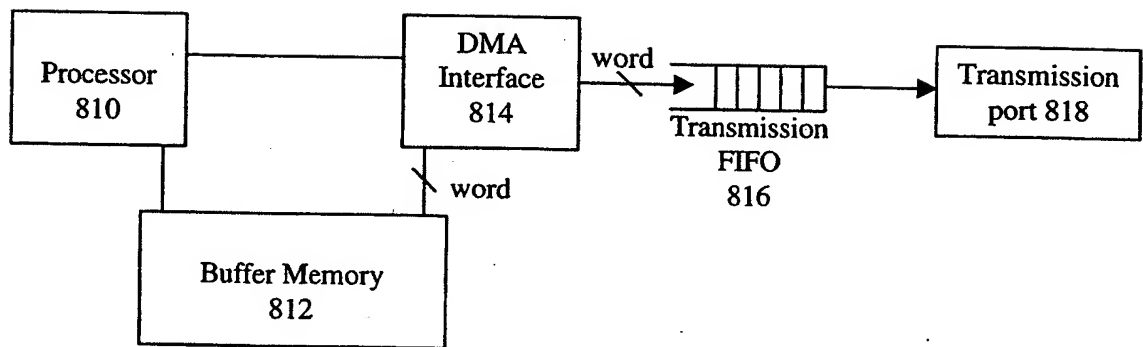 Processor
810
DMA
Interface
814
word
Transmission
FIFO
816
Transmission
port 818
word
Buffer Memory
812